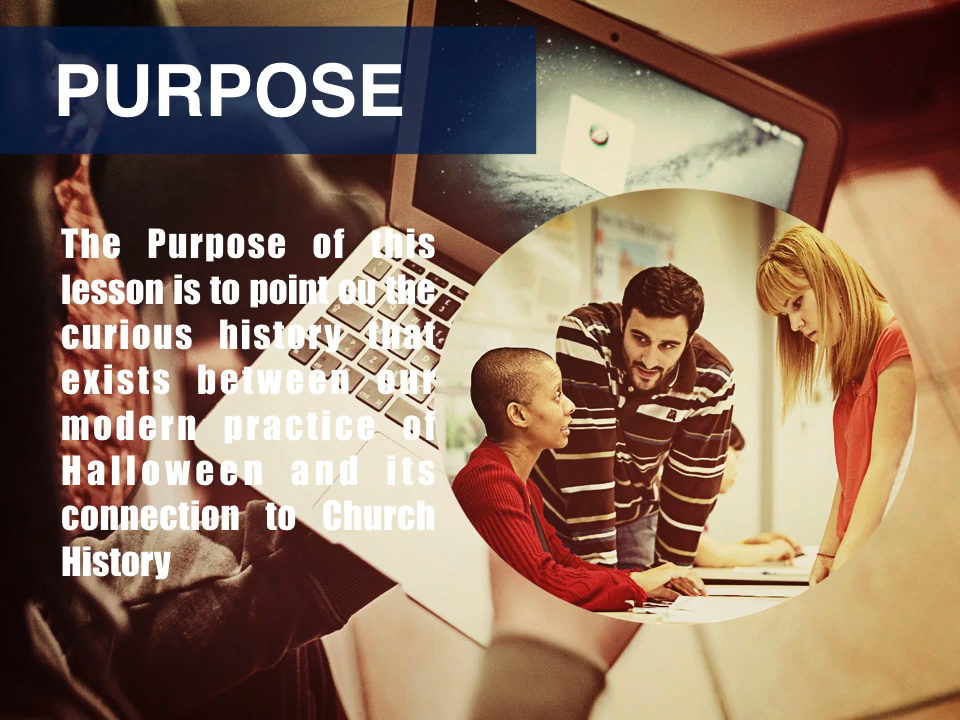 PURPOSE
The Purpose of this
lesson is to point ou the
curious history that
exists between our
modern practice of
Halloween and its
connection to Church
History